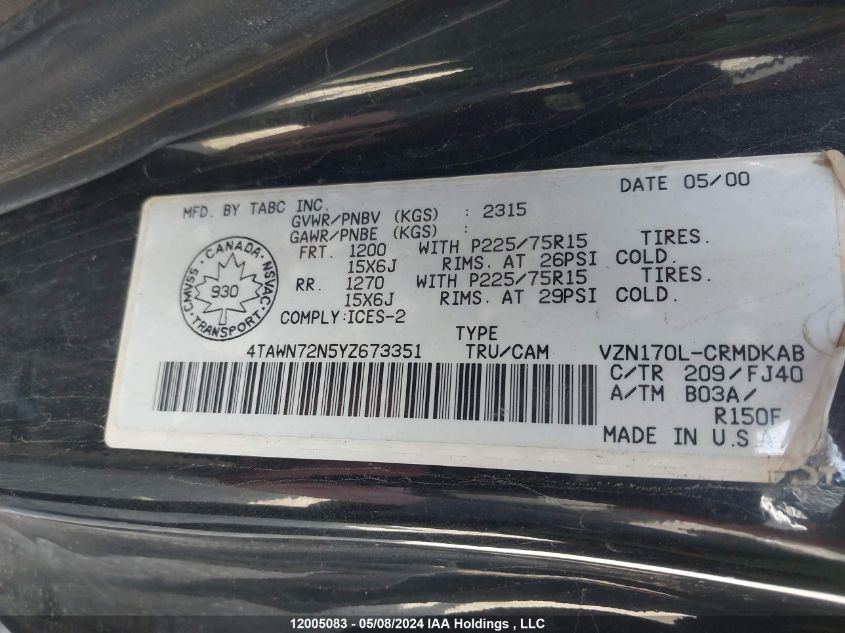 DATE 05/00
MFD. BY TABC INC.
GVWR/PNBV (KGS) : 2315
GAWR/PNBE (KGS) :
FRT. 1200 WITH P225/75R15 TIRES.
15X6J RIMS. AT 26PSI COLD.
RR. 1270 WITH P225/75R15 TIRES.
15X6J RIMS. AT 29PSI COLD.
COMPLY:ICES-2
CANADA
CMVSS 930 NSVAC
TRANSPORT
TYPE
4TAWN72N5YZ673351 TRU/CAM VZN170L-CRMDKAB
C/TR 209/FJ40
A/TM B03A/
R150F
MADE IN U.S.A
12005083 - 05/08/2024 IAA Holdings , LLC